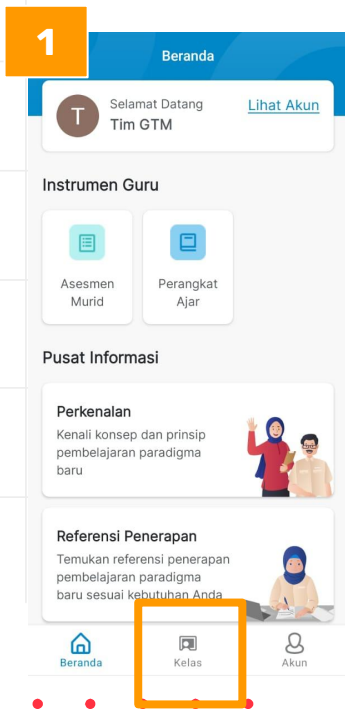 1
Beranda
T
Selamat Datang
Lihat Akun
Tim GTM
Instrumen Guru
Asesmen
Murid
Perangkat
Ajar
Pusat Informasi
Perkenalan
Kenali konsep dan prinsip
pembelajaran paradigma
baru
Referensi Penerapan
Temukan referensi penerapan
pembelajaran paradigma
baru sesuai kebutuhan Anda
Beranda
Kelas
Akun